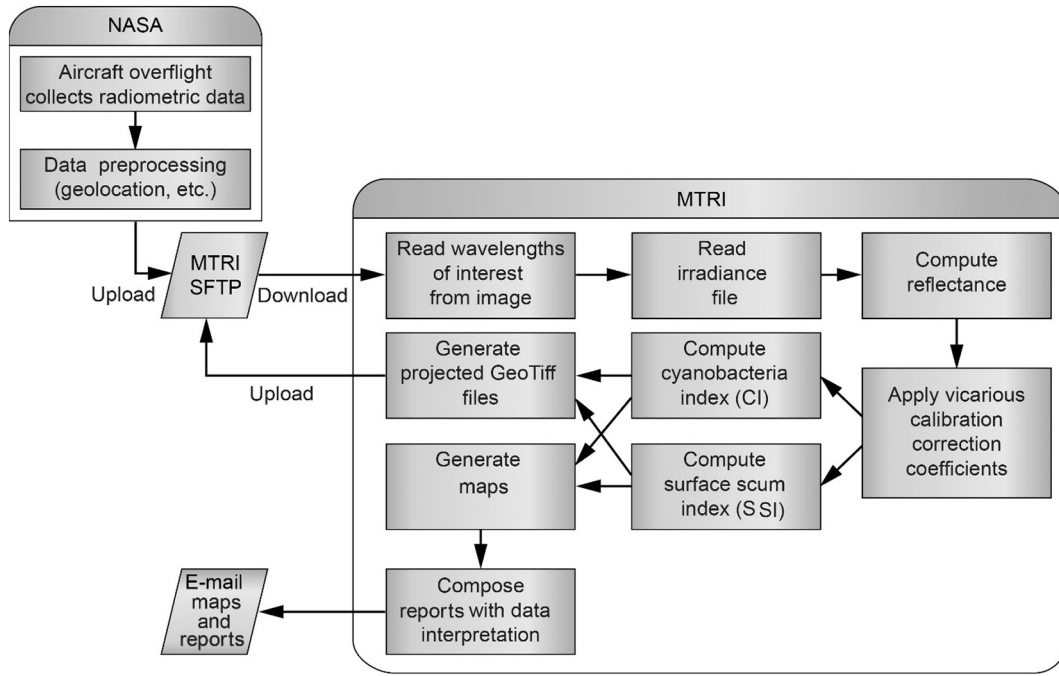 NASA
Aircraft overflight
collects radiometric data
Data preprocessing
(geolocation, etc.)
MTRI
SFTP
Upload
Download
MTRI
Read wavelengths
of interest
from image
Read
irradiance
file
Compute
reflectance
Generate
projected GeoTiff
files
Upload
Compute
cyanobacteria
index (CI)
Apply vicarious
calibration
correction
coefficients
Generate
maps
Compute
surface scum
index (S SI)
Compose
reports with data
interpretation
E-mail
maps
and
reports